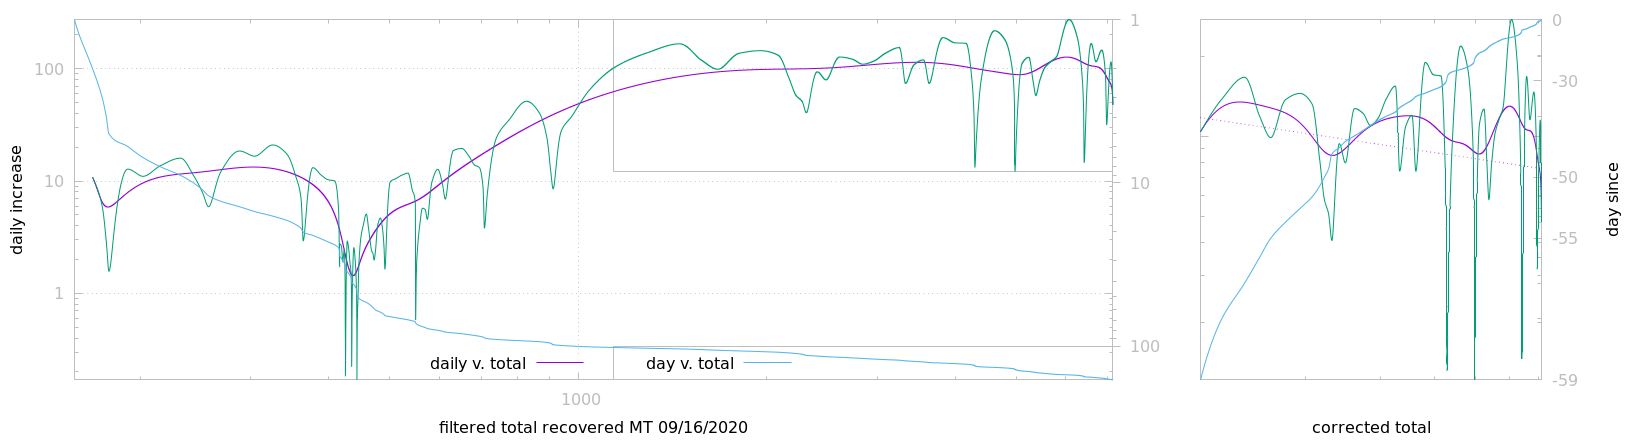 daily increase
100
10
1
daily v. total
day v. total
1000
filtered total recovered MT 09/16/2020
1
10
100
0
-30
-50
-55
-59
day since
corrected total